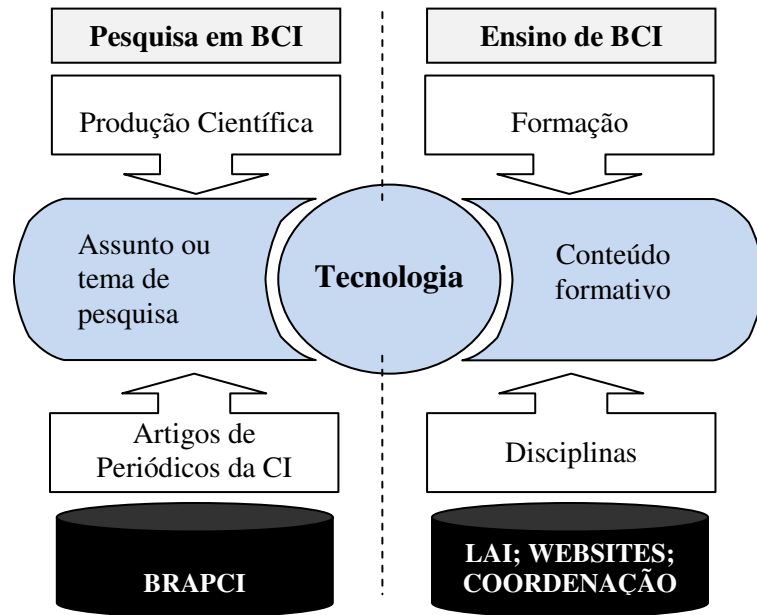 Pesquisa em BCI
Ensino de BCI
Produção Científica
Formação
Assunto ou
tema de
pesquisa
Tecnologia
Conteúdo
formativo
Artigos de
Periódicos da CI
Disciplinas
BRAPCI
LAI; WEBSITES;
COORDENAÇÃO